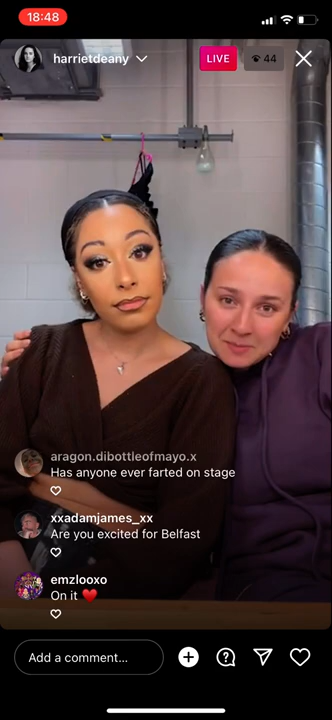 18:48
harrietdeany
LIVE
44
aragon.dibottleofmayo.x
Has anyone ever farted on stage
xxadamjames_xx
Are you excited for Belfast
emzlooxo
On it ❤️
Add a comment...